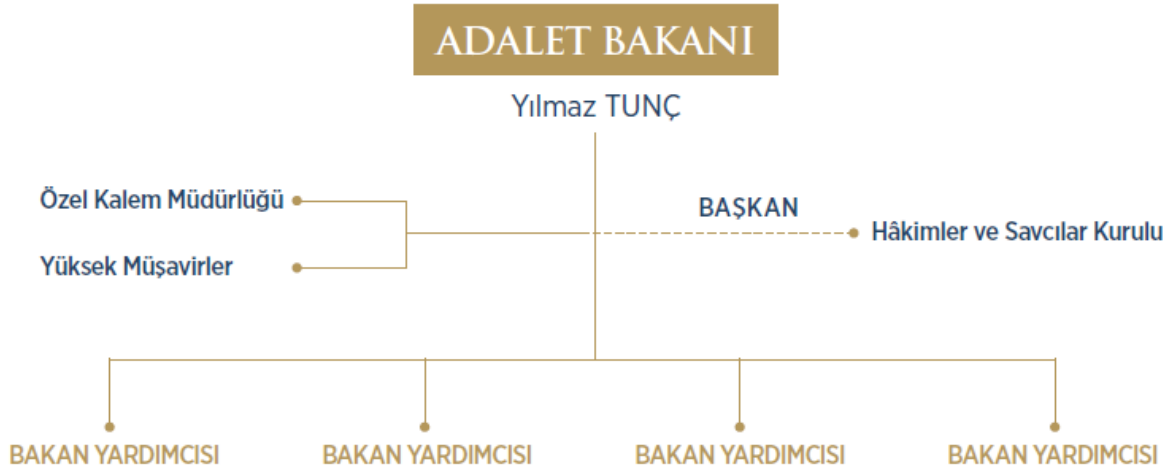 ADALET BAKANI
Yılmaz TUNÇ
Özel Kalem Müdürlüğü
BAŞKAN
Hâkimler ve Savcılar Kurulu
Yüksek Müşavirler
BAKAN YARDIMCISI
BAKAN YARDIMCISI
BAKAN YARDIMCISI
BAKAN YARDIMCISI